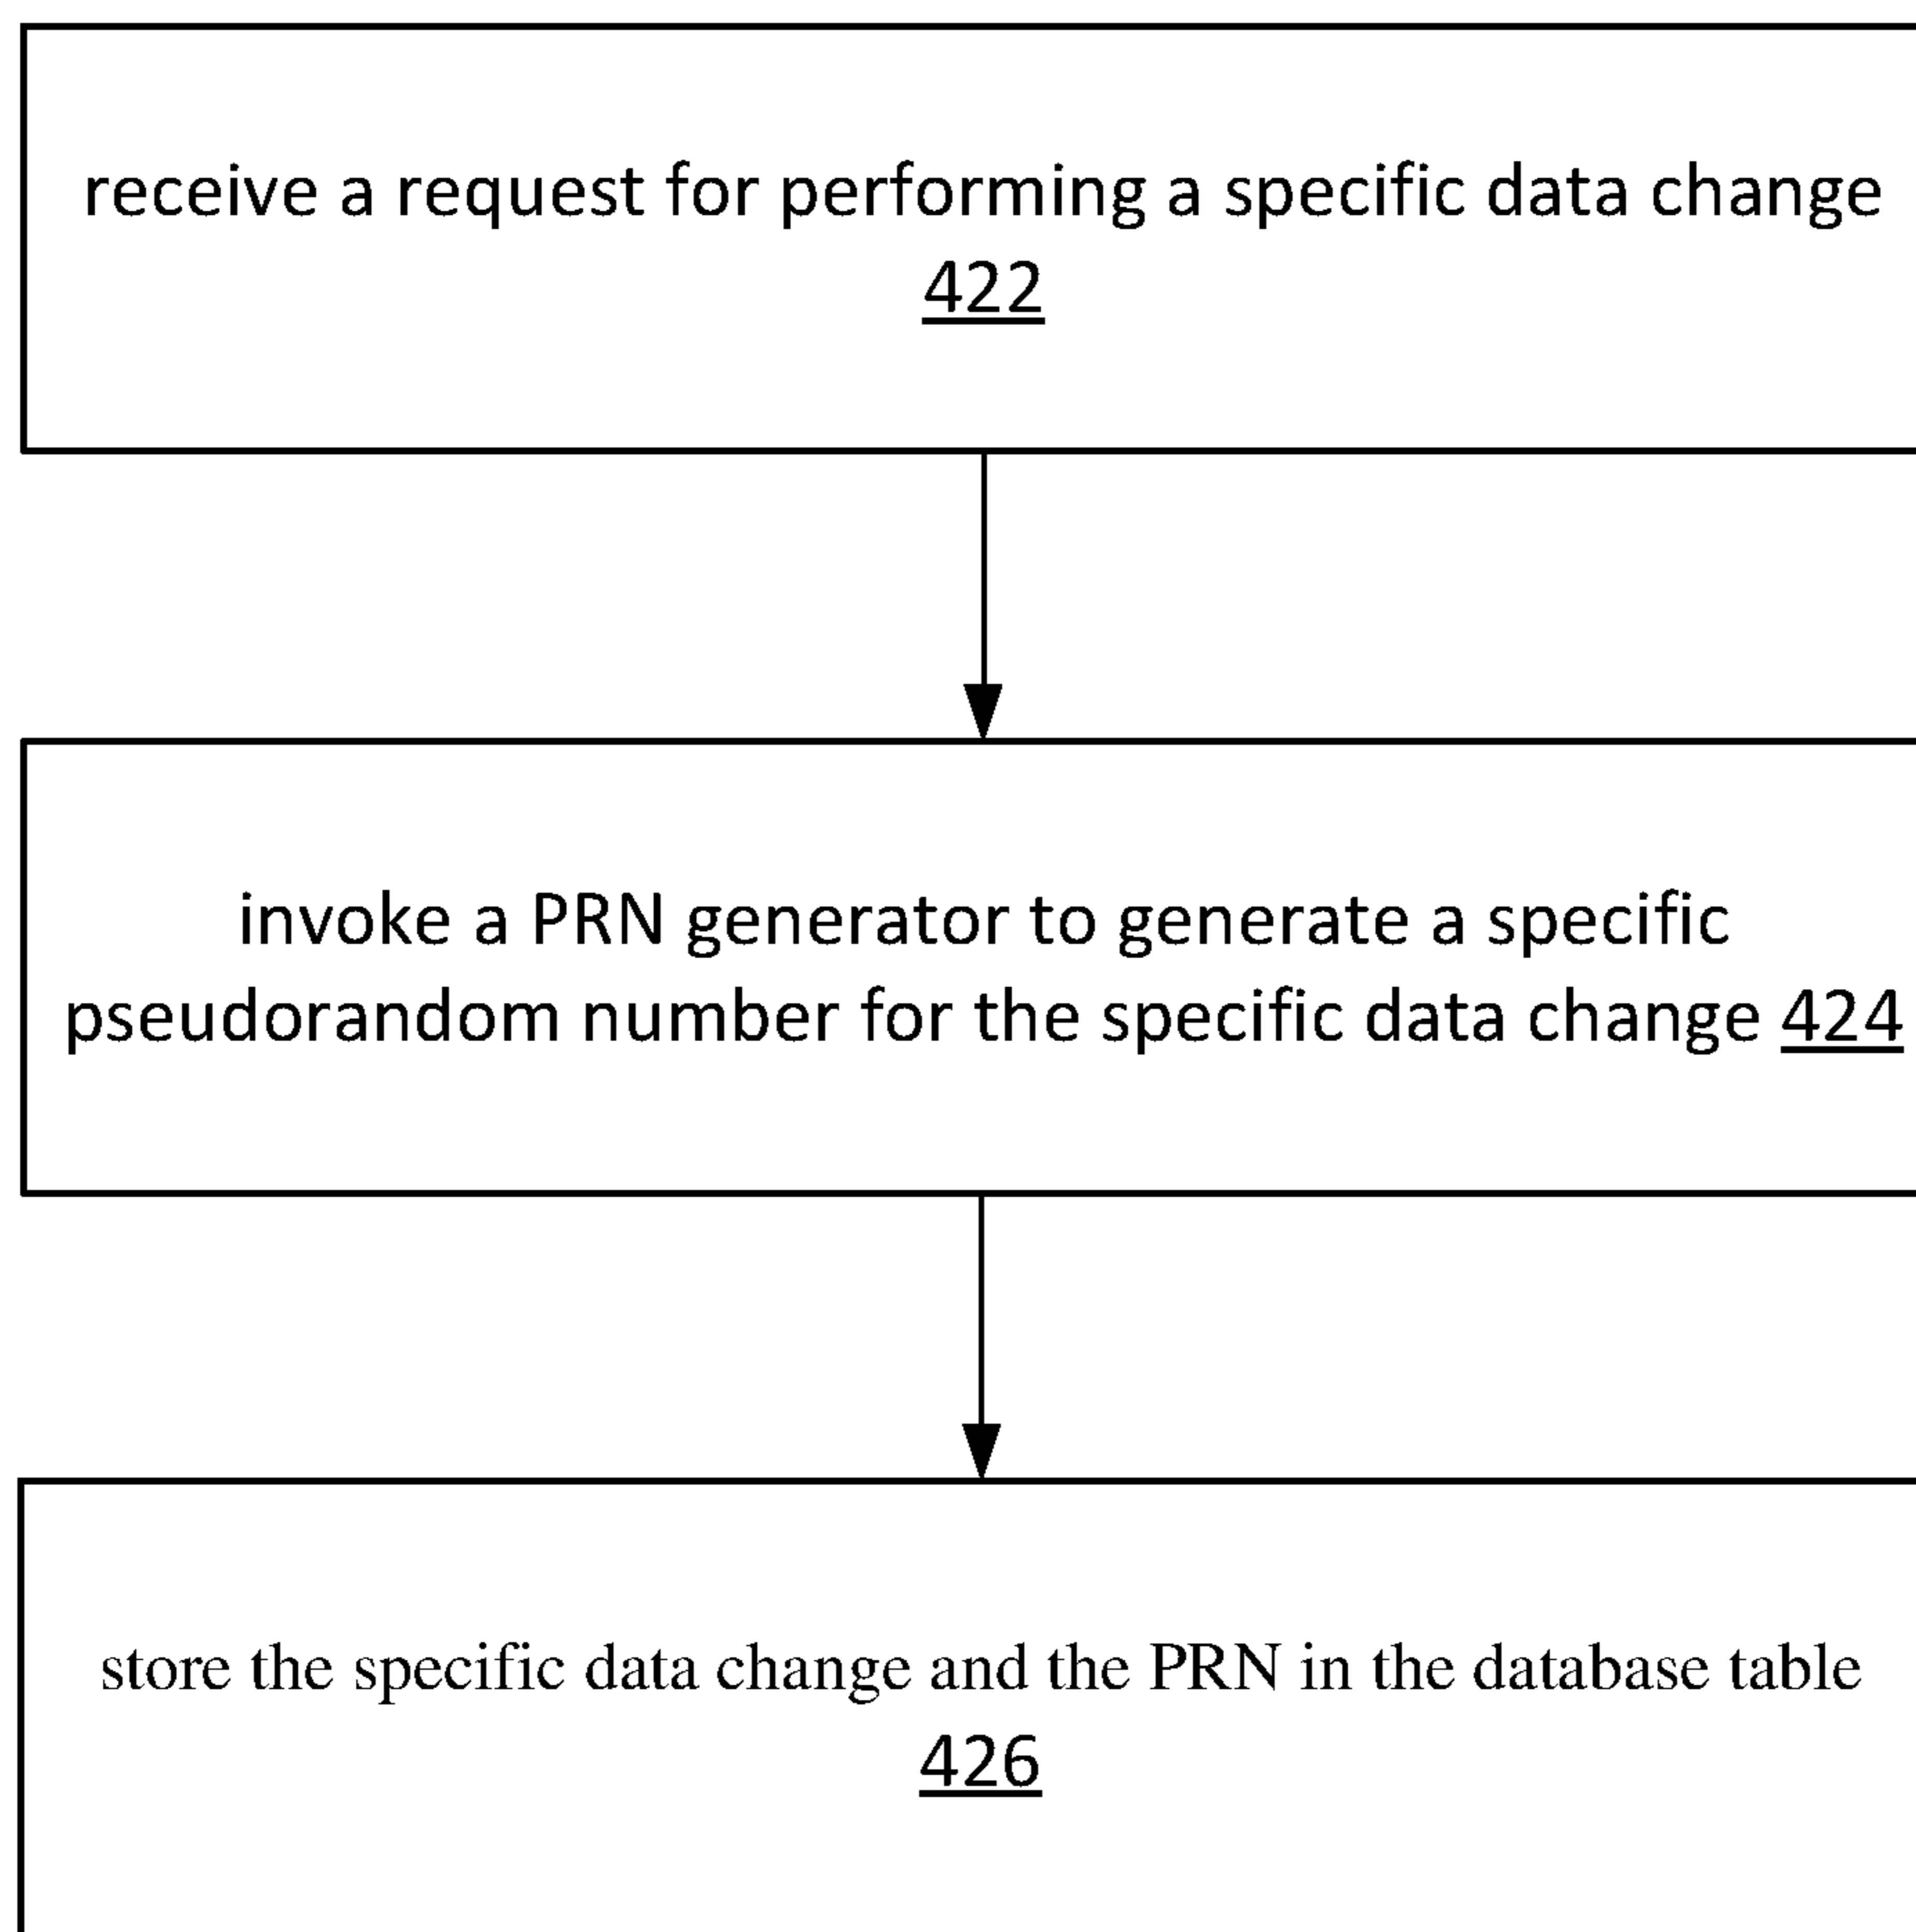 receive a request for performing a specific data change
422
invoke a PRN generator to generate a specific
pseudorandom number for the specific data change 424
store the specific data change and the PRN in the database table
426